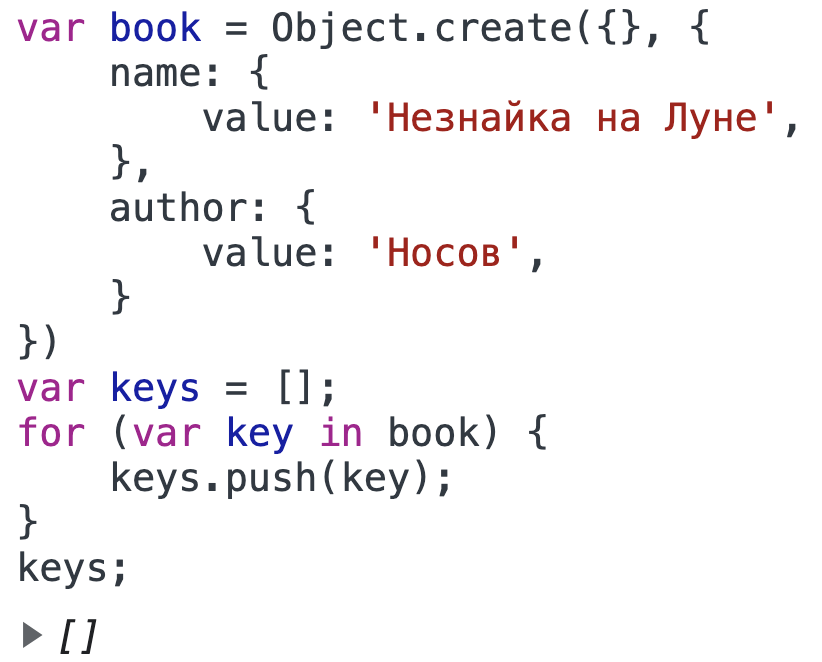 var book = Object.create({}, {
    name: {
        value: 'Незнайка на Луне',
    },
    author: {
        value: 'Носов',
    }
})
var keys = [];
for (var key in book) {
    keys.push(key);
}
keys;
▶ []